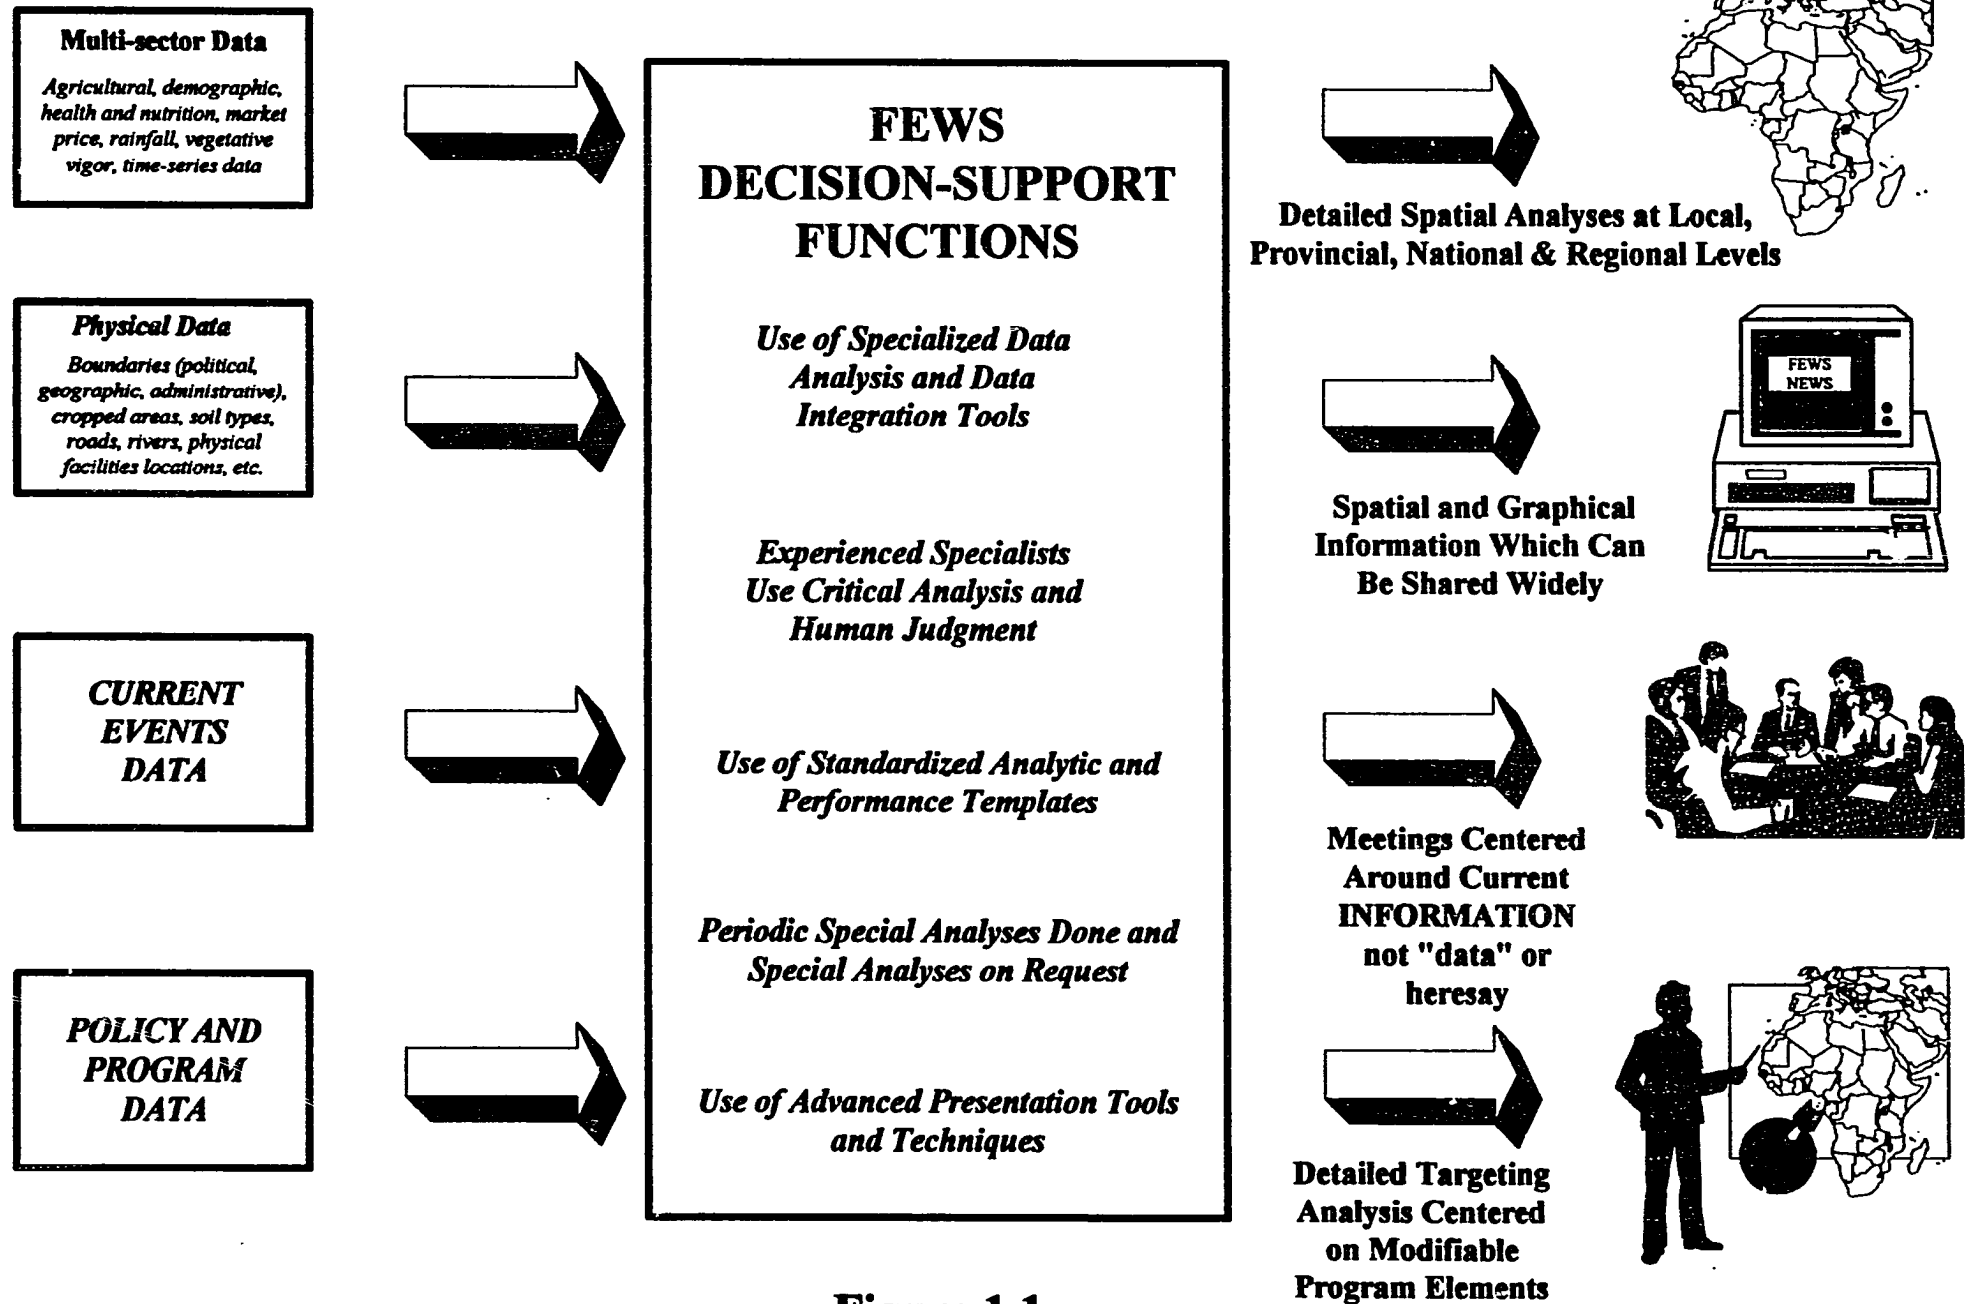 Multi-sector Data
Agricultural, demographic,
health and nutrition, market
price, rainfall, vegetative
vigor, time-series data
Physical Data
Boundaries (political,
geographic, administrative),
cropped areas, soil types,
roads, rivers, physical
facilities locations, etc.
CURRENT
EVENTS
DATA
POLICY AND
PROGRAM
DATA
FEWS
DECISION-SUPPORT
FUNCTIONS
Use of Specialized Data
Analysis and Data
Integration Tools
Experienced Specialists
Use Critical Analysis and
Human Judgment
Use of Standardized Analytic and
Performance Templates
Periodic Special Analyses Done and
Special Analyses on Request
Use of Advanced Presentation Tools
and Techniques
Detailed Spatial Analyses at Local,
Provincial, National & Regional Levels
FEWS
NEWS
Spatial and Graphical
Information Which Can
Be Shared Widely
Meetings Centered
Around Current
INFORMATION
not "data" or
heresay
Detailed Targeting
Analysis Centered
on Modifiable
Program Elements